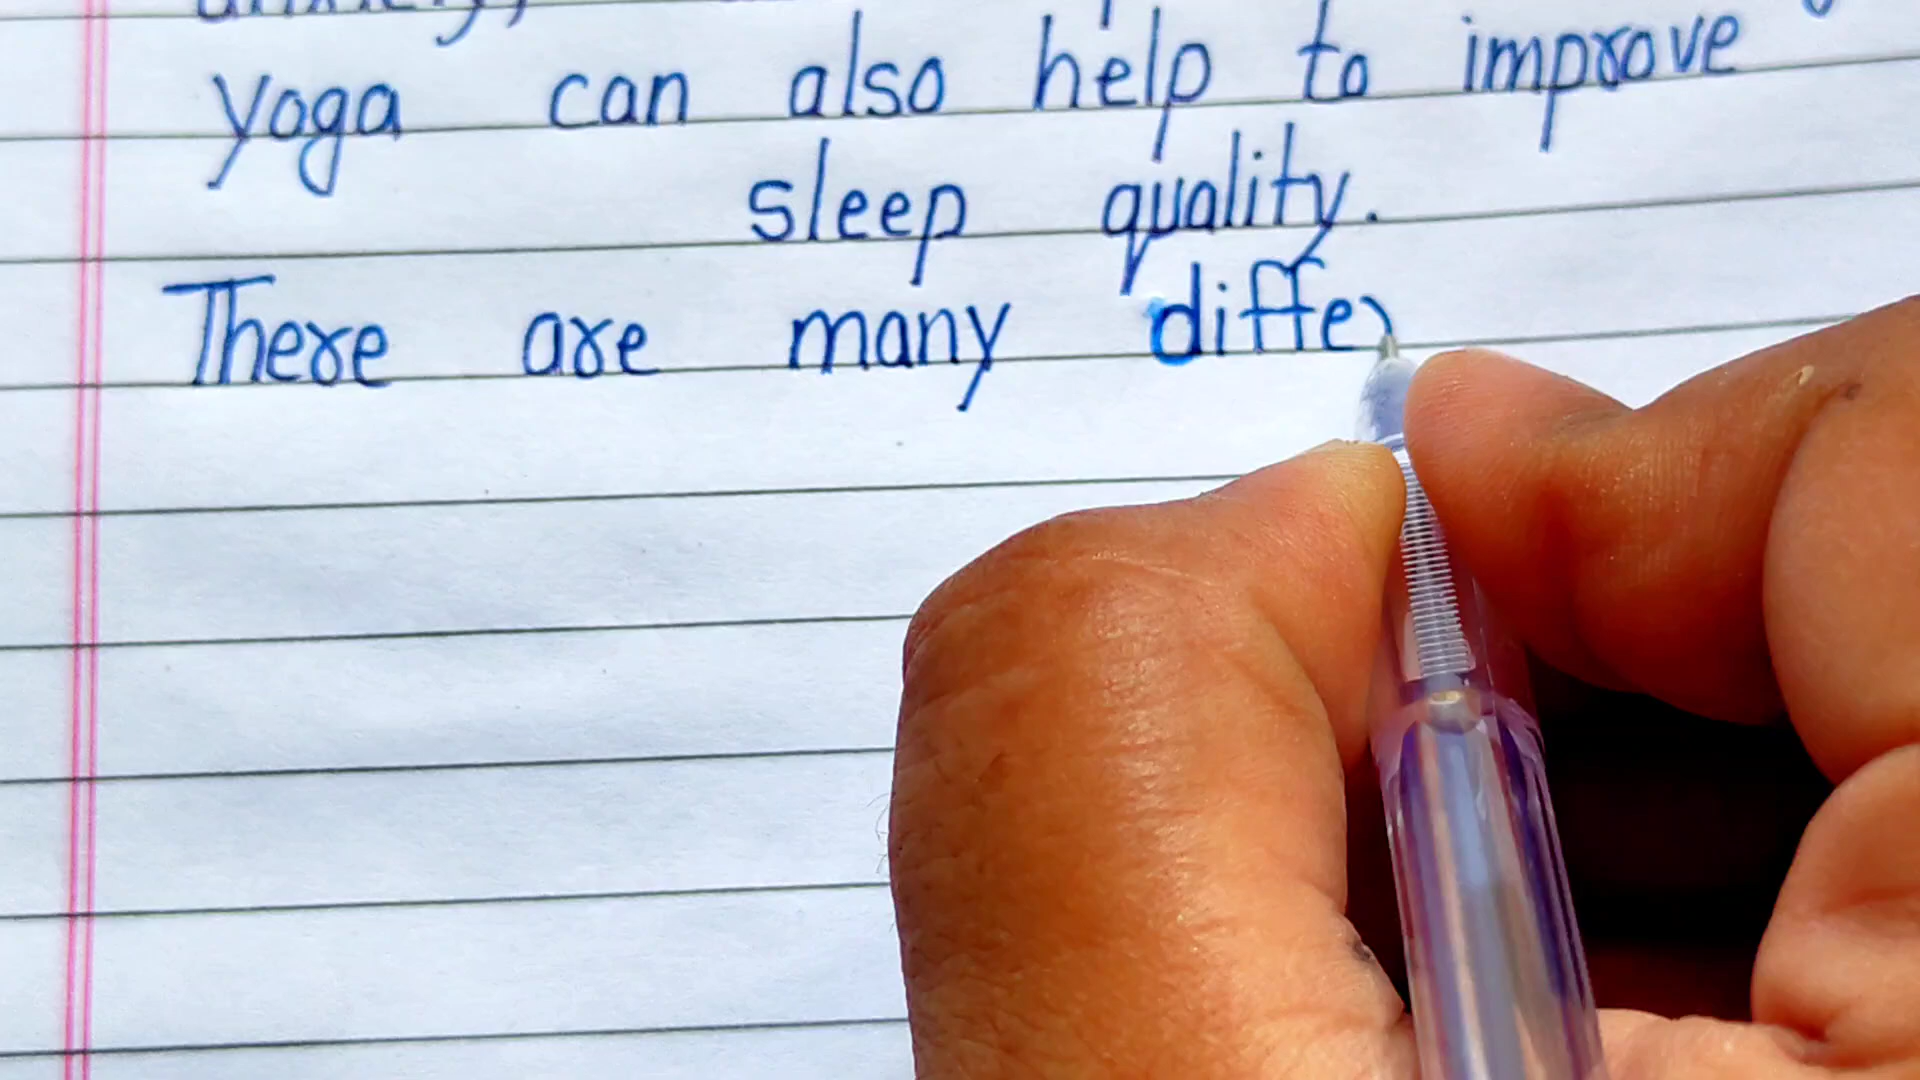 yoga can also help to improve
sleep quality.
There are many diffe